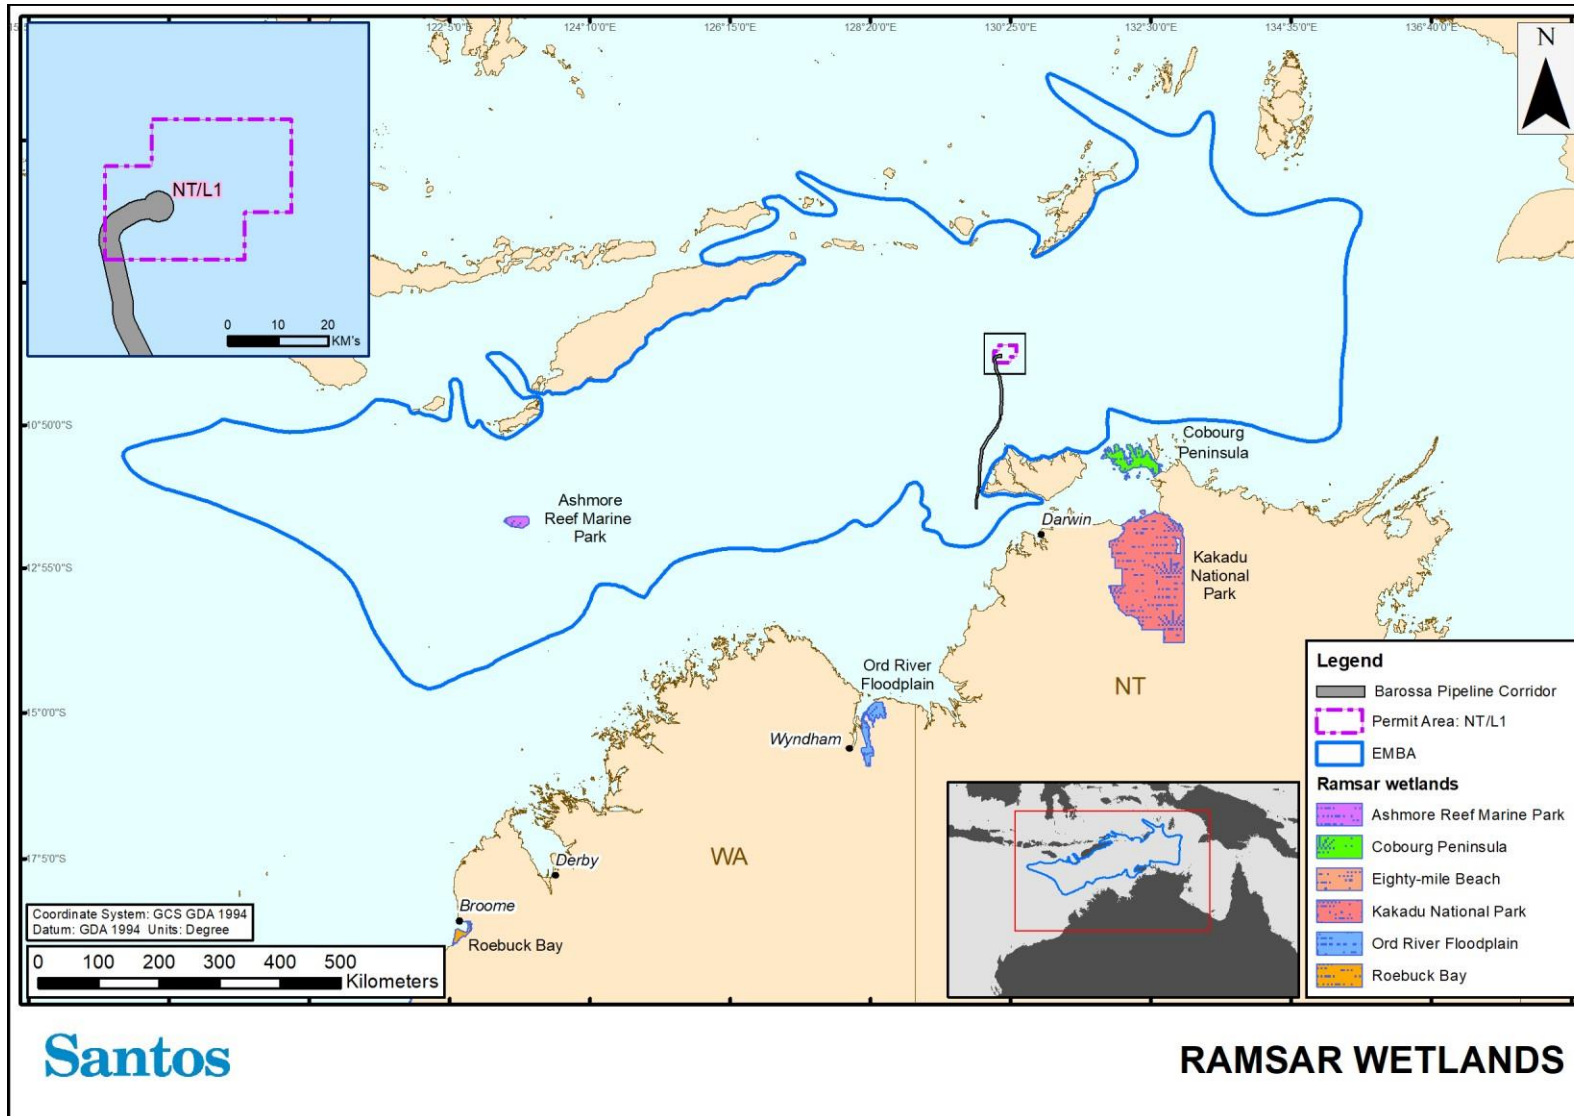 122°5'0"E
124°10'0"E
126°15'0"E
128°20'0"E
130°25'0"E
132°30'0"E
134°35'0"E
136°40'0"E
N
NT/L1
0 10 20
KM's
10°50'0"S
12°55'0"S
15°0'0"S
17°5'0"S
Cobourg
Peninsula
Ashmore
Reef Marine
Park
Darwin
Kakadu
National
Park
Ord River
Floodplain
NT
Wyndham
WA
Derby
Broome
Roebuck Bay
Coordinate System: GCS GDA 1994
Datum: GDA 1994 Units: Degree
0 100 200 300 400 500
Kilometers
Legend
Barossa Pipeline Corridor
Permit Area: NT/L1
EMBA
Ramsar wetlands
Ashmore Reef Marine Park
Cobourg Peninsula
Eighty-mile Beach
Kakadu National Park
Ord River Floodplain
Roebuck Bay
Santos
RAMSAR WETLANDS